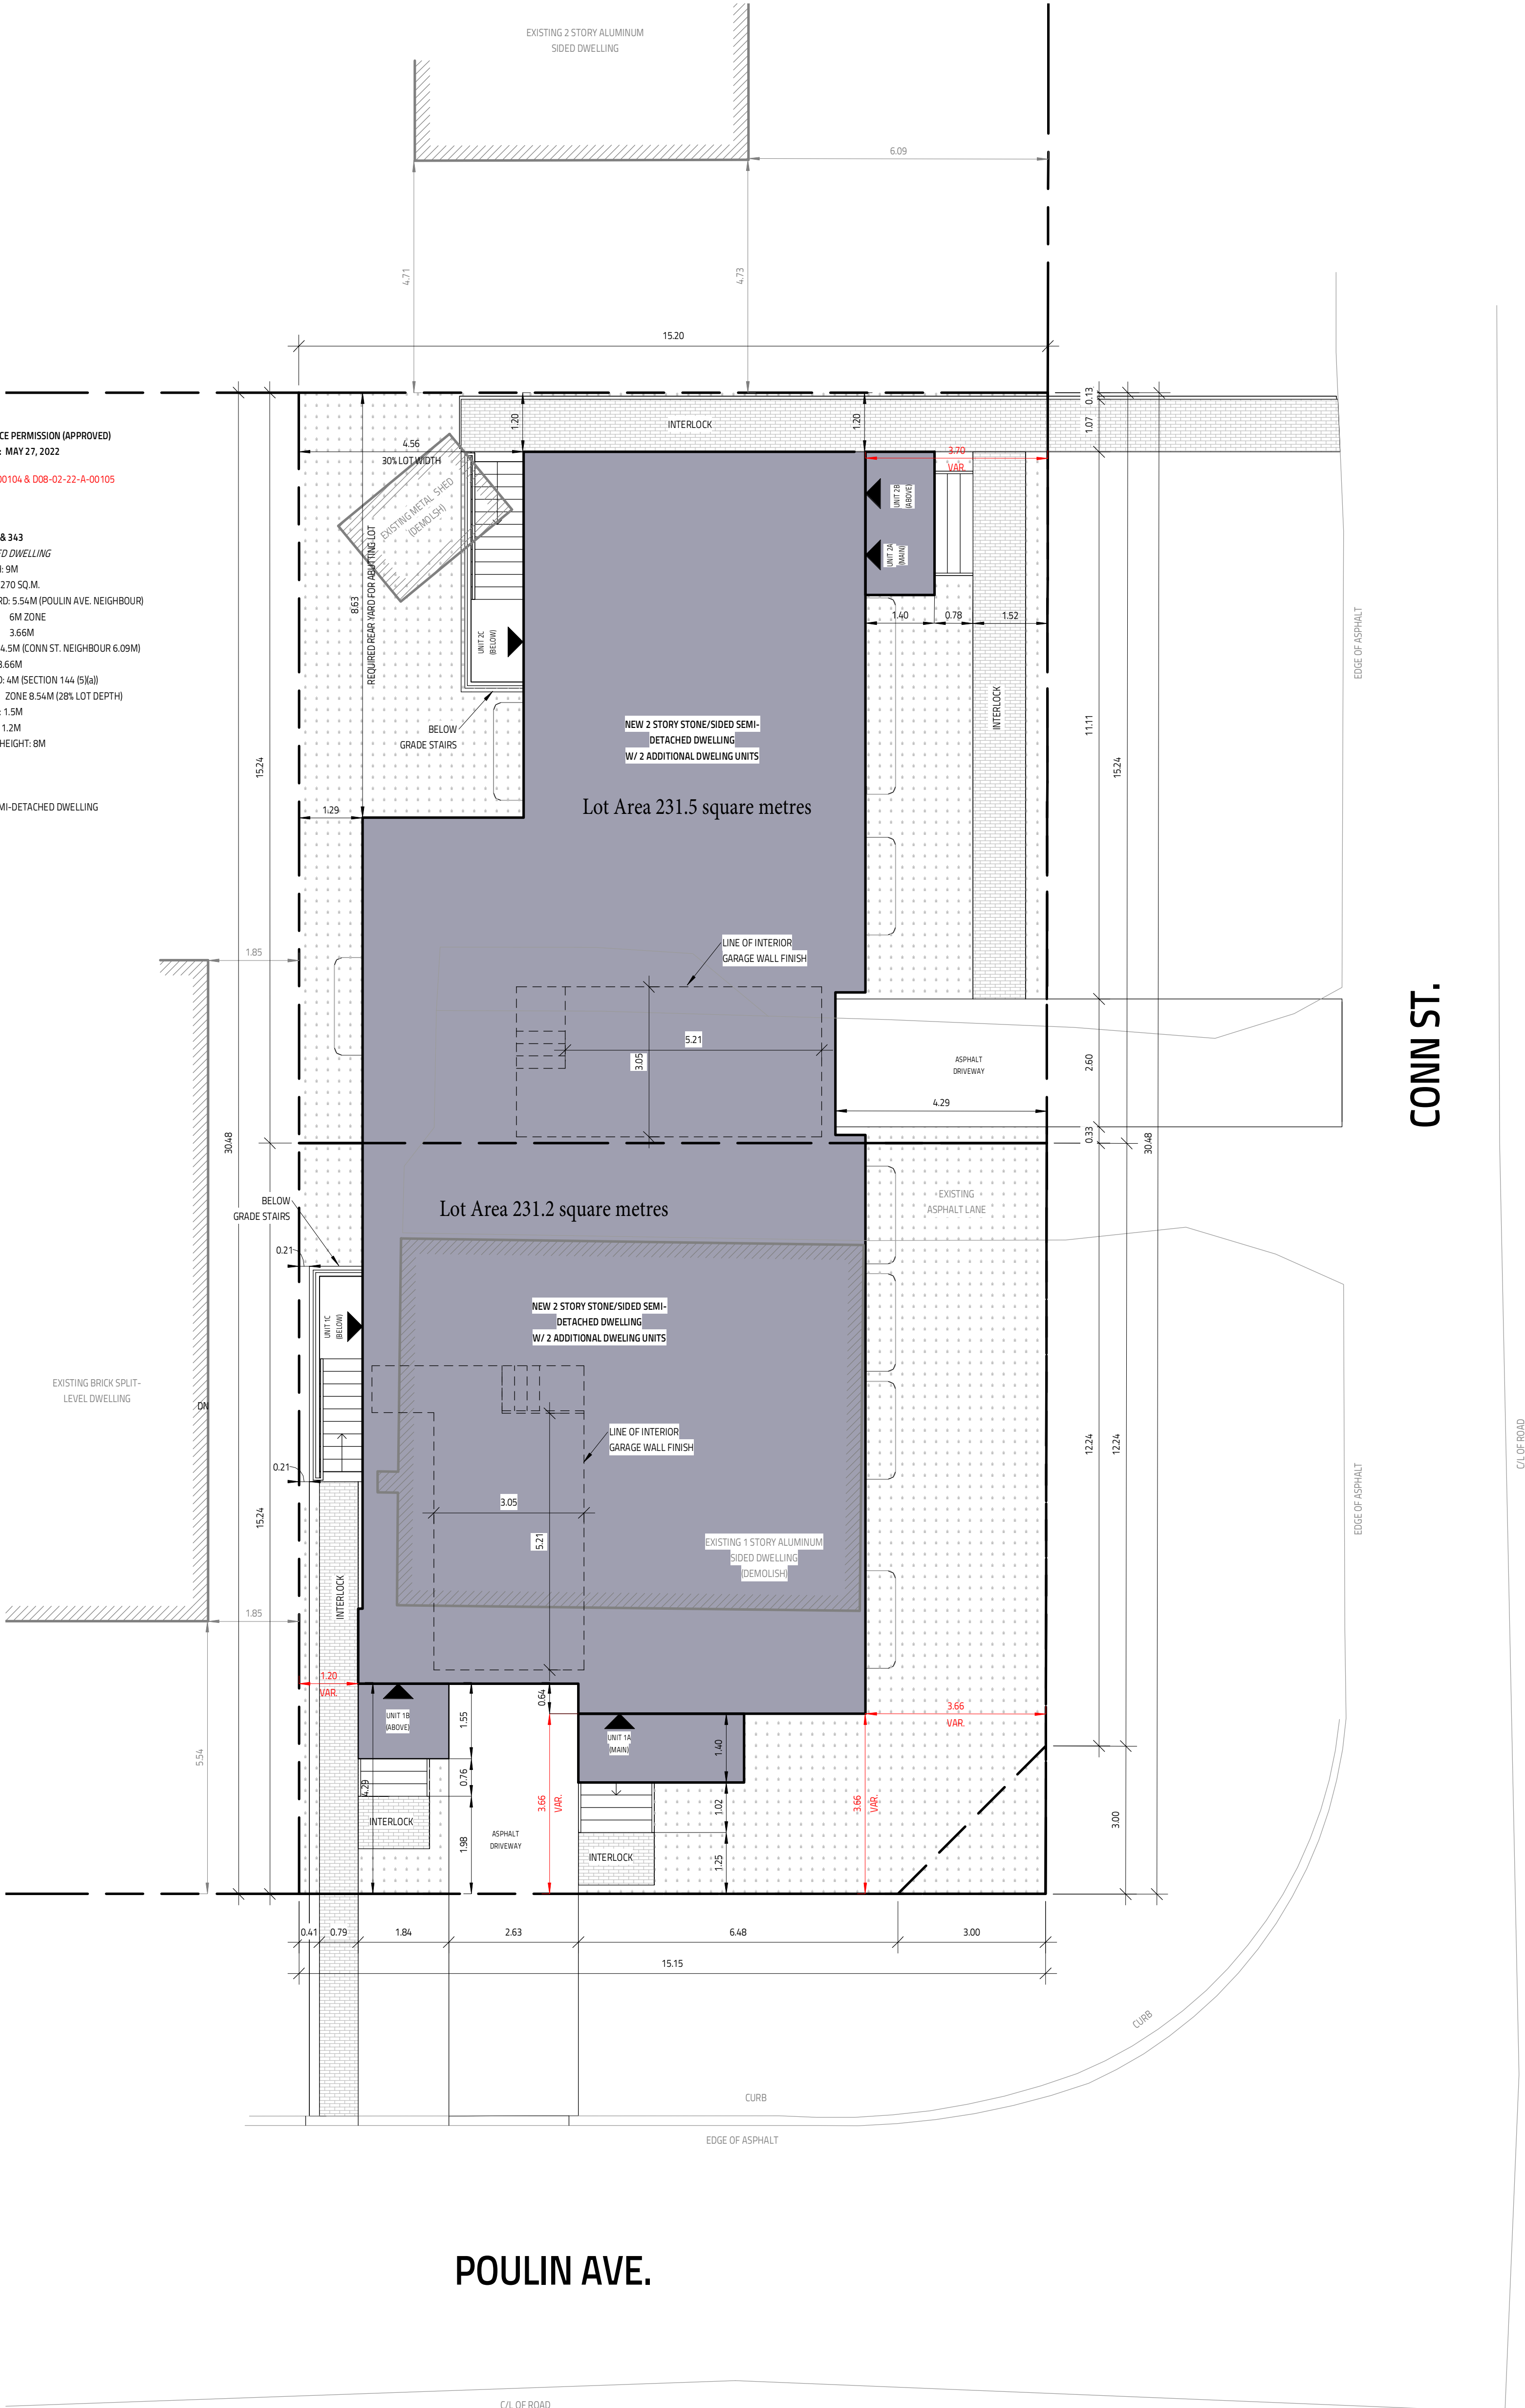 EXISTING 2 STORY ALUMINUM
SIDED DWELLING
6.09
4.71
4.73
15.20
CE PERMISSION (APPROVED)
: MAY 27, 2022
00104 & D08-02-22-A-00105
& 343
ED DWELLING
: 9M
270 SQ.M.
RD: 5.54M (POULIN AVE. NEIGHBOUR)
6M ZONE
3.66M
4.5M (CONN ST. NEIGHBOUR 6.09M)
3.66M
D: 4M (SECTION 144 (5)(a))
ZONE 8.54M (28% LOT DEPTH)
: 1.5M
1.2M
HEIGHT: 8M
MI-DETACHED DWELLING
1.20
INTERLOCK
1.20
0.13
1.07
4.56
30% LOT WIDTH
3.70
VAR.
EXISTING METAL SHED
(DEMOLSH)
8.63
REQUIRED REAR YARD FOR ABUTTING LOT
UNIT 2B
(ABOVE)
UNIT 2A
(MAIN)
1.40
0.78
1.52
UNIT 2C
(BELOW)
EDGE OF ASPHALT
INTERLOCK
11.11
15.24
15.24
BELOW
GRADE STAIRS
NEW 2 STORY STONE/SIDED SEMI-
DETACHED DWELLING
W/ 2 ADDITIONAL DWELING UNITS
Lot Area 231.5 square metres
1.29
1.85
LINE OF INTERIOR
GARAGE WALL FINISH
5.21
3.05
ASPHALT
DRIVEWAY
2.60
4.29
0.33
30.48
30.48
CONN ST.
BELOW
GRADE STAIRS
Lot Area 231.2 square metres
EXISTING
ASPHALT LANE
0.21
UNIT 1C
(BELOW)
NEW 2 STORY STONE/SIDED SEMI-
DETACHED DWELLING
W/ 2 ADDITIONAL DWELING UNITS
EXISTING BRICK SPLIT-
LEVEL DWELLING
DN
LINE OF INTERIOR
GARAGE WALL FINISH
12.24
12.24
C/L OF ROAD
0.21
15.24
3.05
5.21
EDGE OF ASPHALT
EXISTING 1 STORY ALUMINUM
SIDED DWELLING
(DEMOLISH)
INTERLOCK
1.85
1.20
VAR.
0.64
3.66
VAR.
UNIT 1B
(ABOVE)
1.55
UNIT 1A
(MAIN)
1.40
5.54
4.29
0.76
3.66
VAR.
1.02
3.66
VAR.
3.00
INTERLOCK
1.98
ASPHALT
DRIVEWAY
INTERLOCK
1.25
0.41
0.79
1.84
2.63
6.48
3.00
15.15
CURB
CURB
EDGE OF ASPHALT
POULIN AVE.
C/L OF ROAD